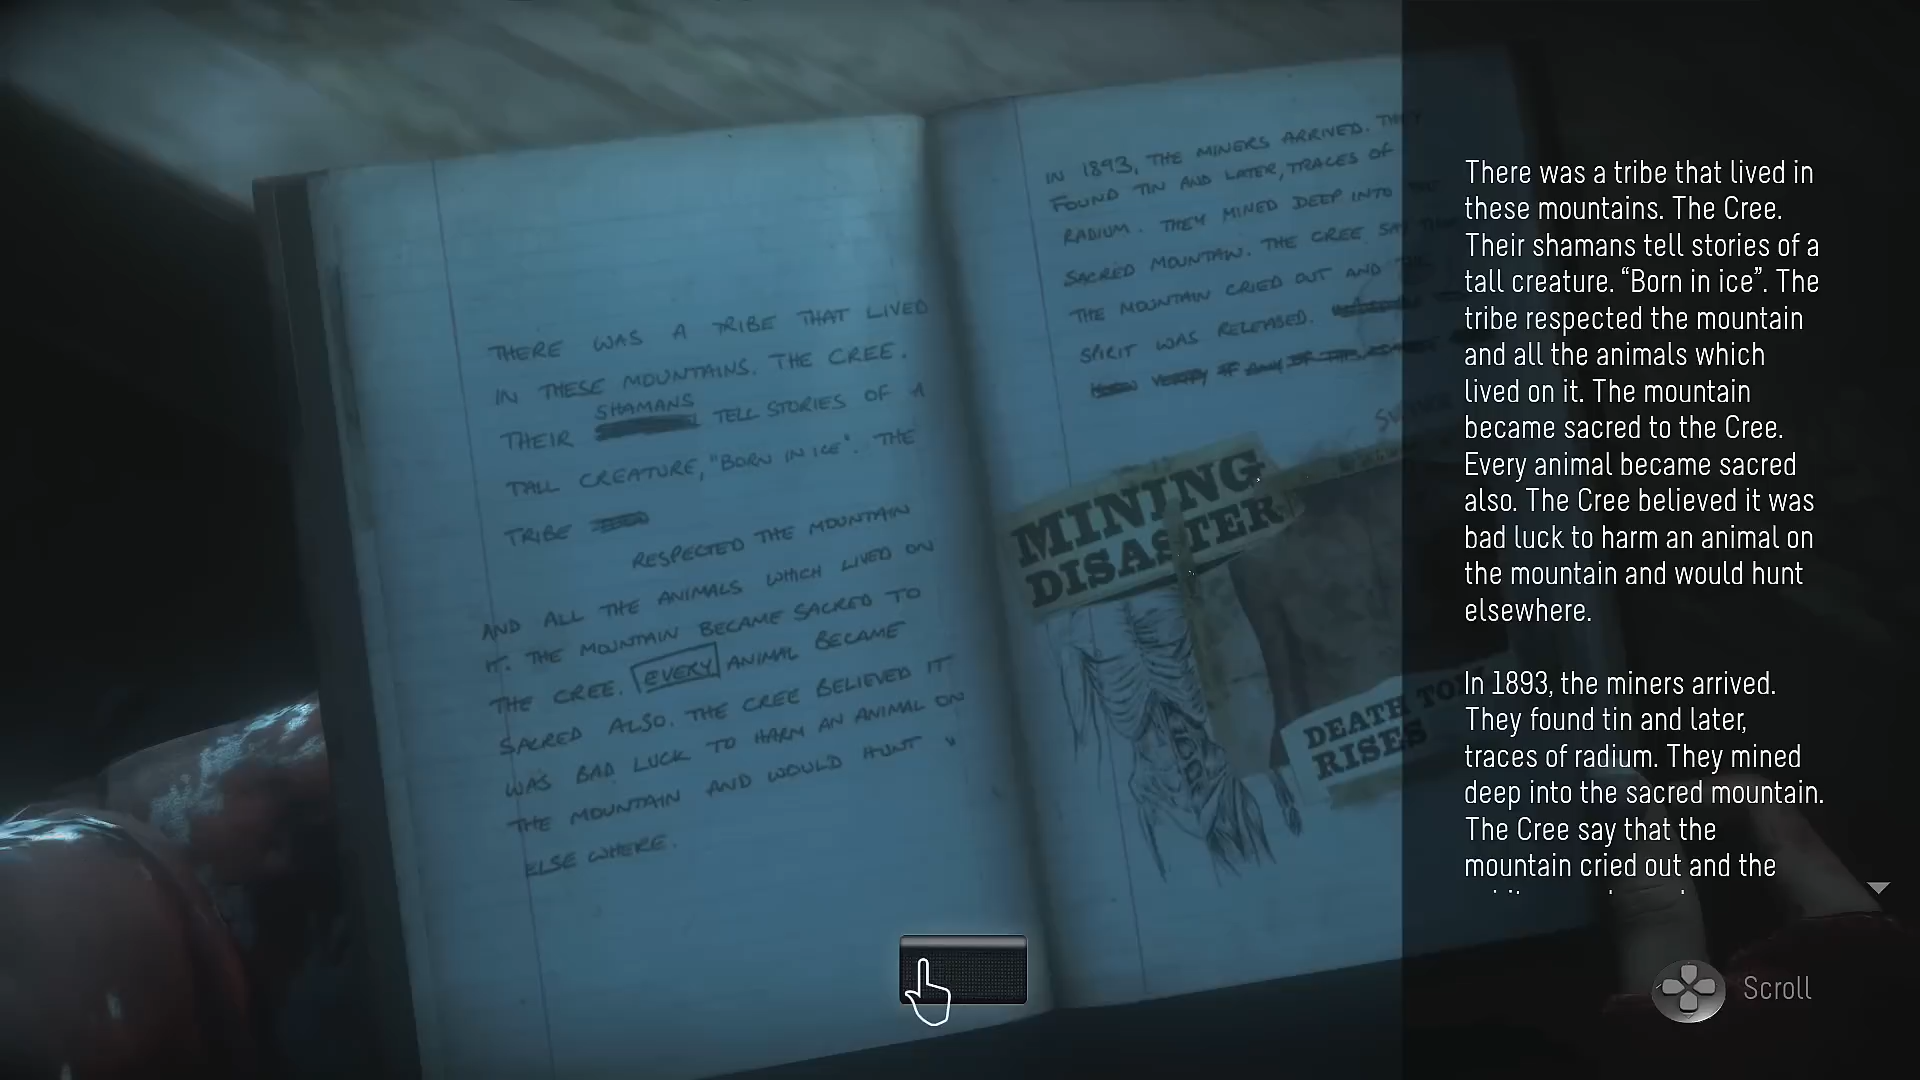 THERE WAS A TRIBE THAT LIVED
IN THESE MOUNTAINS. THE CREE.
SHAMANS
THEIR TELL STORIES OF A
TALL CREATURE, "BORN IN ICE". THE
TRIBE
RESPECTED THE MOUNTAIN
AND ALL THE ANIMALS WHICH LIVED ON
IT. THE MOUNTAIN BECAME SACRED TO
THE CREE. EVERY ANIMAL BECAME
SACRED ALSO. THE CREE BELIEVED IT
WAS BAD LUCK TO HARM AN ANIMAL ON
THE MOUNTAIN AND WOULD HUNT
ELSE WHERE.
IN 1893, THE MINERS ARRIVED. THEY
FOUND TIN AND LATER, TRACES OF
RADIUM. THEY MINED DEEP INTO THE
SACRED MOUNTAIN. THE CREE SAY THAT
THE MOUNTAIN CRIED OUT AND THE
SPIRIT WAS RELEASED.
MINING
DISASTER
DEATH TOLL
RISES
There was a tribe that lived in
these mountains. The Cree.
Their shamans tell stories of a
tall creature. “Born in ice”. The
tribe respected the mountain
and all the animals which
lived on it. The mountain
became sacred to the Cree.
Every animal became sacred
also. The Cree believed it was
bad luck to harm an animal on
the mountain and would hunt
elsewhere.
In 1893, the miners arrived.
They found tin and later,
traces of radium. They mined
deep into the sacred mountain.
The Cree say that the
mountain cried out and the
Scroll